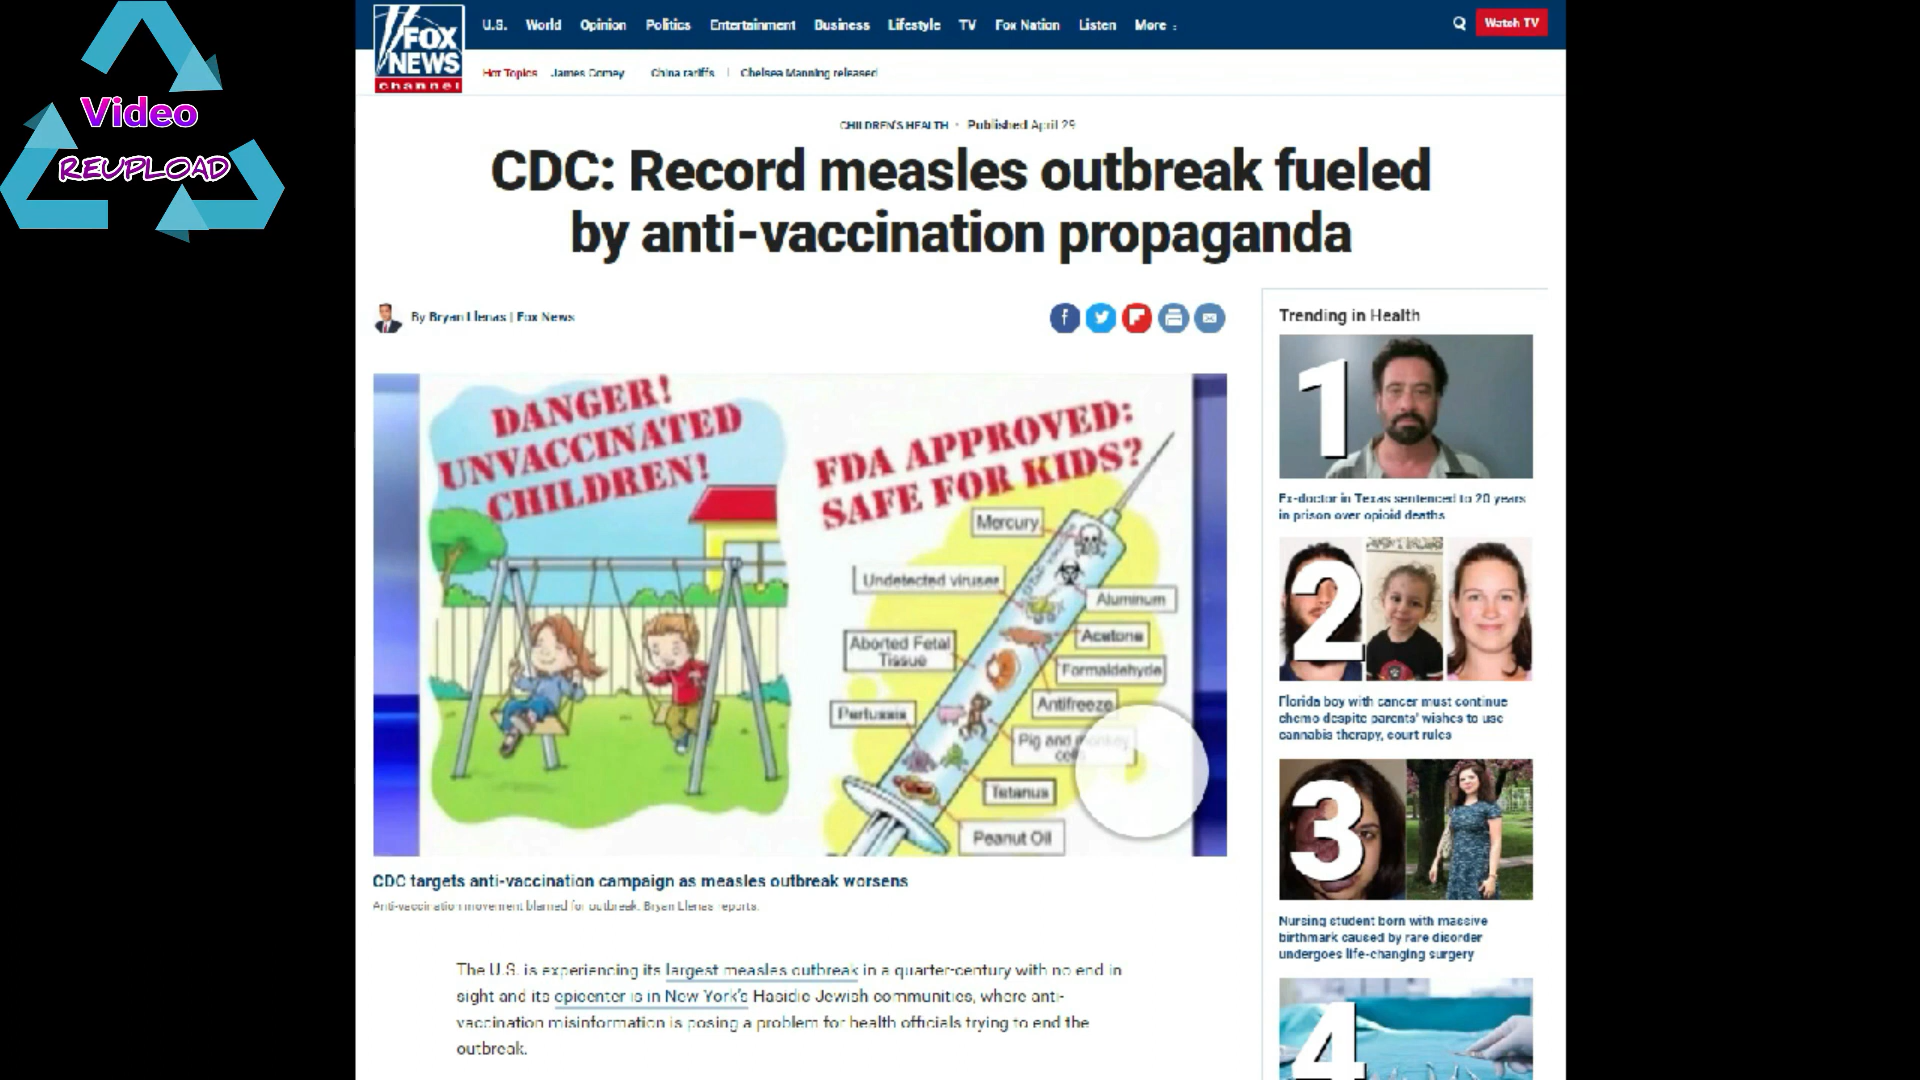 Video
REUPLOAD
FOX
NEWS
channel
U.S. World Opinion Politics Entertainment Business Lifestyle TV Fox Nation Listen More
Watch TV
Hot Topics James Comey China tariffs Chelsea Manning released
CHILDREN'S HEALTH · Published April 29
CDC: Record measles outbreak fueled
by anti-vaccination propaganda
By Bryan Llenas | Fox News
DANGER!
UNVACCINATED
CHILDREN!
FDA APPROVED:
SAFE FOR KIDS?
Mercury
Undetected viruses
Aluminum
Acetone
Aborted Fetal
Tissue
Formaldehyde
Antifreeze
Pertussis
Pig and monkey
cells
Tetanus
Peanut Oil
CDC targets anti-vaccination campaign as measles outbreak worsens
Anti-vaccination movement blamed for outbreak. Bryan Llenas reports.
The U.S. is experiencing its largest measles outbreak in a quarter-century with no end in
sight and its epicenter is in New York's Hasidic Jewish communities, where anti-
vaccination misinformation is posing a problem for health officials trying to end the
outbreak.
Trending in Health
1
Ex-doctor in Texas sentenced to 20 years
in prison over opioid deaths
2
Florida boy with cancer must continue
chemo despite parents' wishes to use
cannabis therapy, court rules
3
Nursing student born with massive
birthmark caused by rare disorder
undergoes life-changing surgery
4